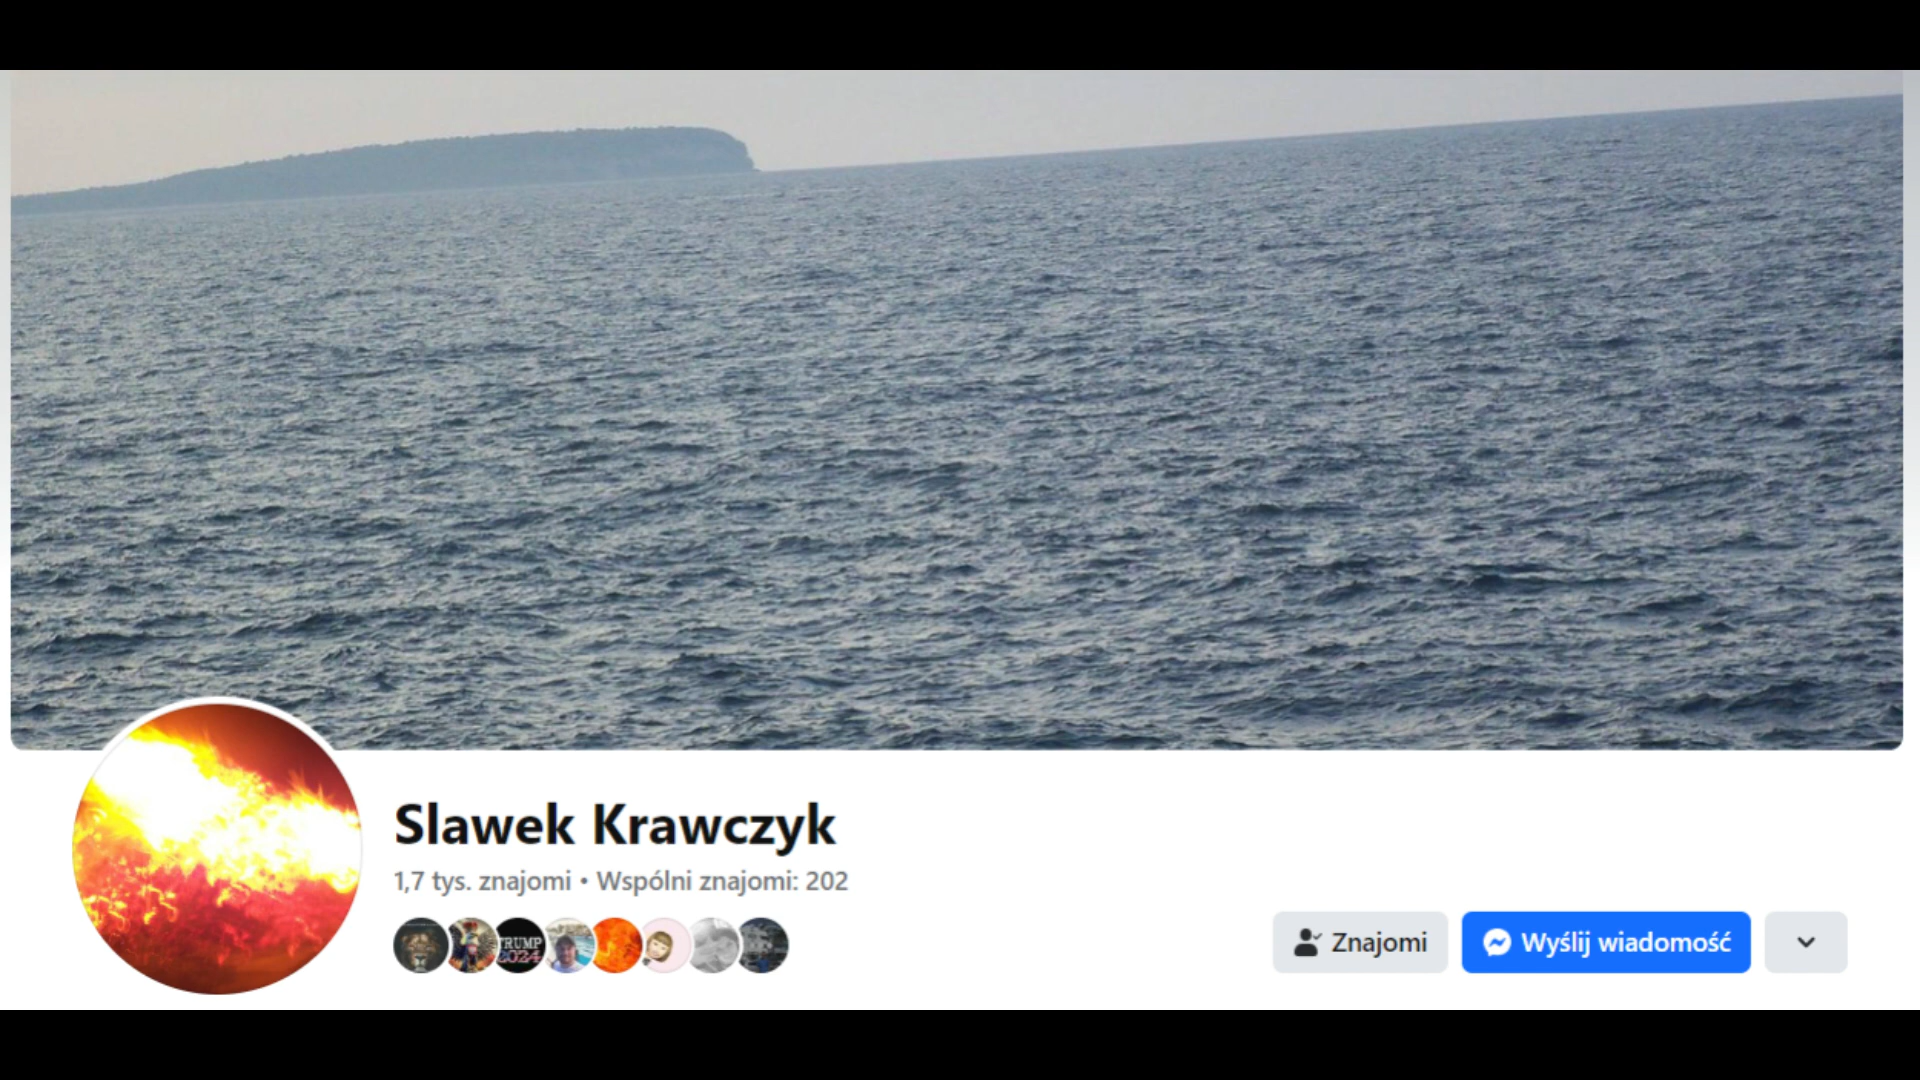 Slawek Krawczyk
1,7 tys. znajomi • Wspólni znajomi: 202
TRUMP
2024
Znajomi
Wyślij wiadomość